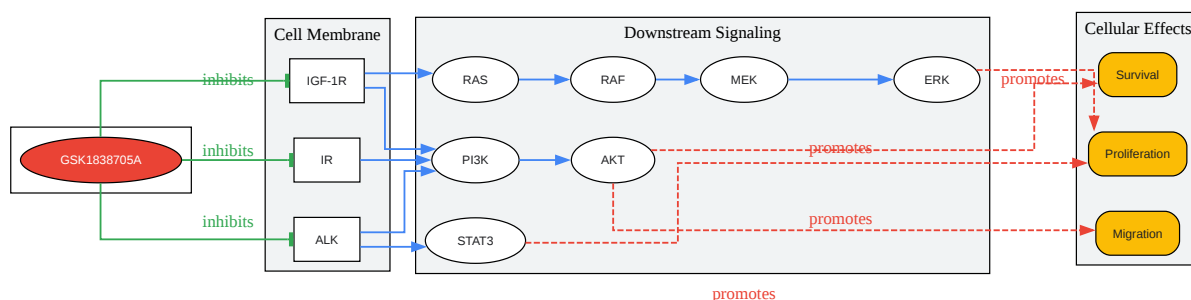 Cell Membrane
Downstream Signaling
Cellular Effects
inhibits
IGF-1R
RAS
RAF
MEK
ERK
promotes
Survival
GSK1838705A
inhibits
IR
PI3K
AKT
promotes
Proliferation
inhibits
ALK
STAT3
promotes
Migration
promotes